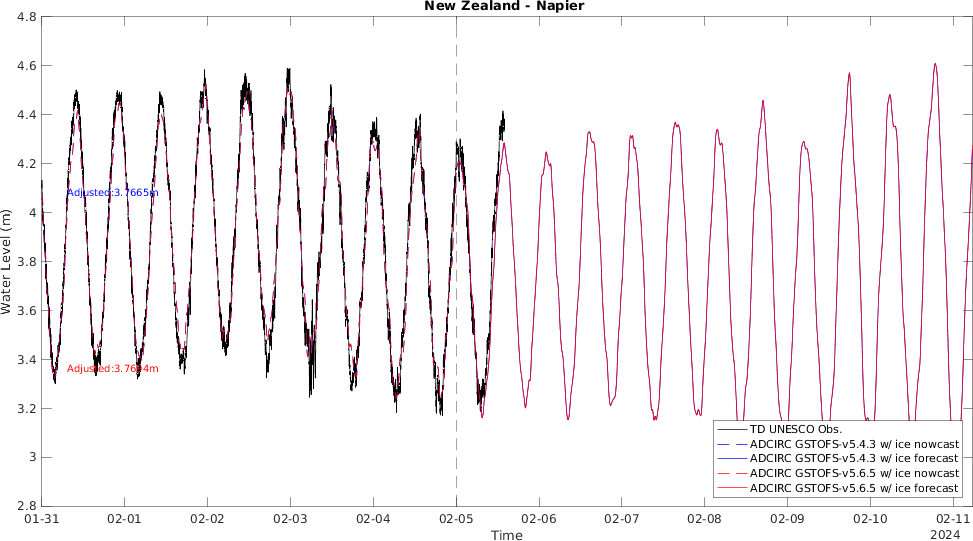 New Zealand - Napier
4.8
4.6
4.4
4.2
4
3.8
3.6
3.4
3.2
3
2.8
Water Level (m)
Adjusted:3.7665m
TD UNESCO Obs.
ADCIRC GSTOFS-v5.4.3 w/ ice nowcast
ADCIRC GSTOFS-v5.4.3 w/ ice forecast
ADCIRC GSTOFS-v5.6.5 w/ ice nowcast
ADCIRC GSTOFS-v5.6.5 w/ ice forecast
01-31 02-01 02-02 02-03 02-04 02-05 02-06 02-07 02-08 02-09 02-10 02-11
Time
2024